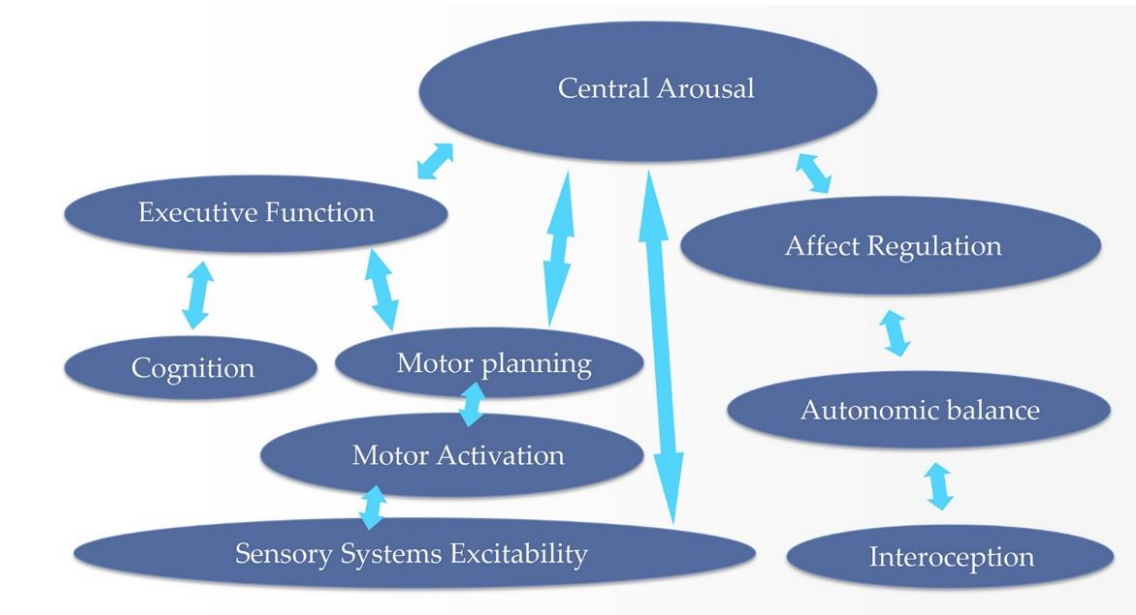 Central Arousal
Executive Function
Affect Regulation
Cognition
Motor planning
Autonomic balance
Motor Activation
Sensory Systems Excitability
Interoception